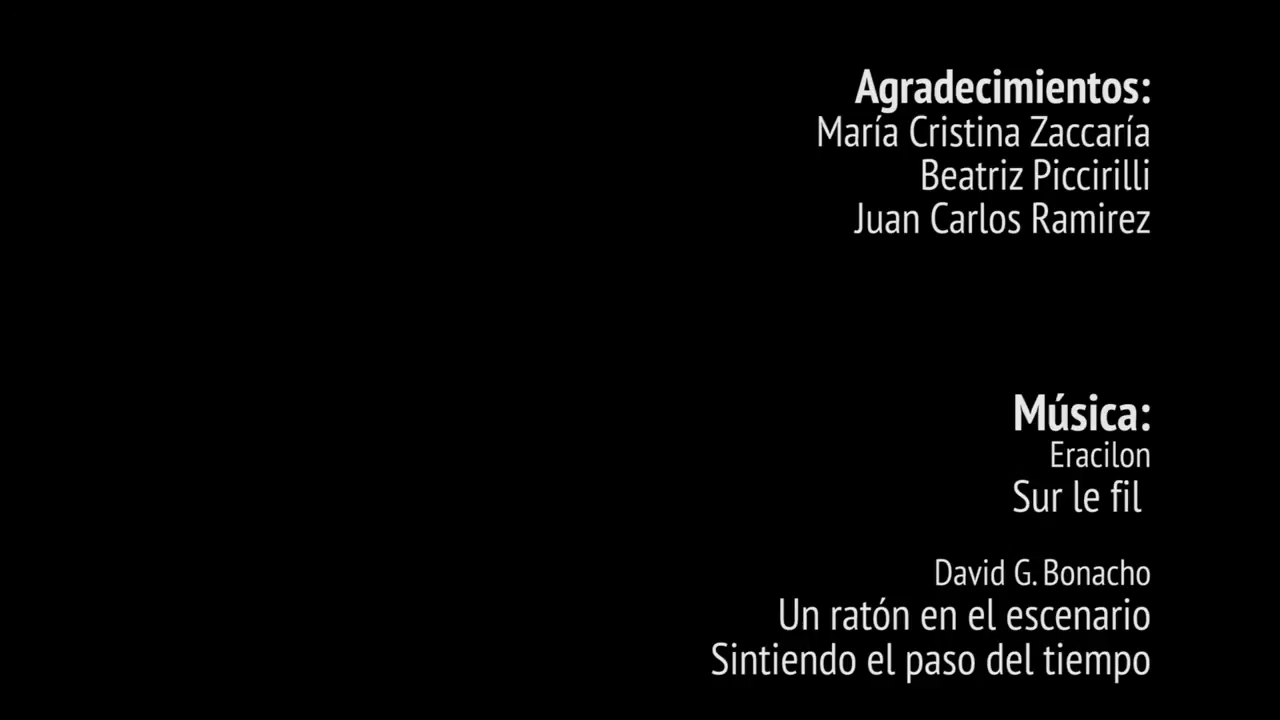 Agradecimientos:
María Cristina Zaccaría
Beatriz Piccirilli
Juan Carlos Ramirez
Música:
Eracilon
Sur le fil
David G. Bonacho
Un ratón en el escenario
Sintiendo el paso del tiempo